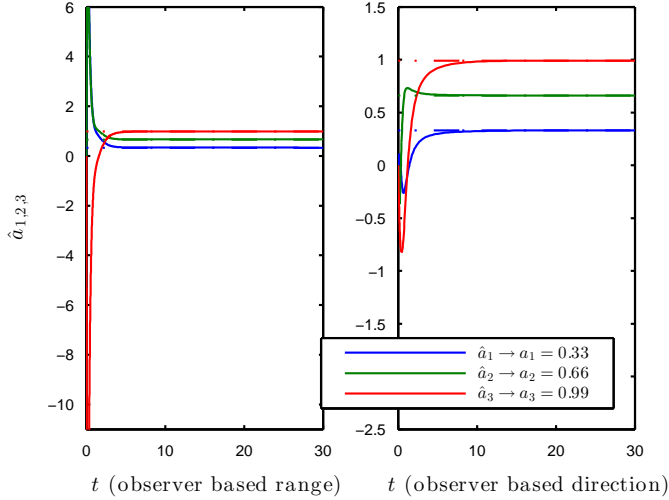 6
4
2
0
−2
−4
−6
−8
−10
0 10 20 30
1.5
1
0.5
0
−0.5
−1
−1.5
−2.5
0 10 20 30
â1,2,3
â1 → a1 = 0.33
â2 → a2 = 0.66
â3 → a3 = 0.99
t (observer based range)
t (observer based direction)